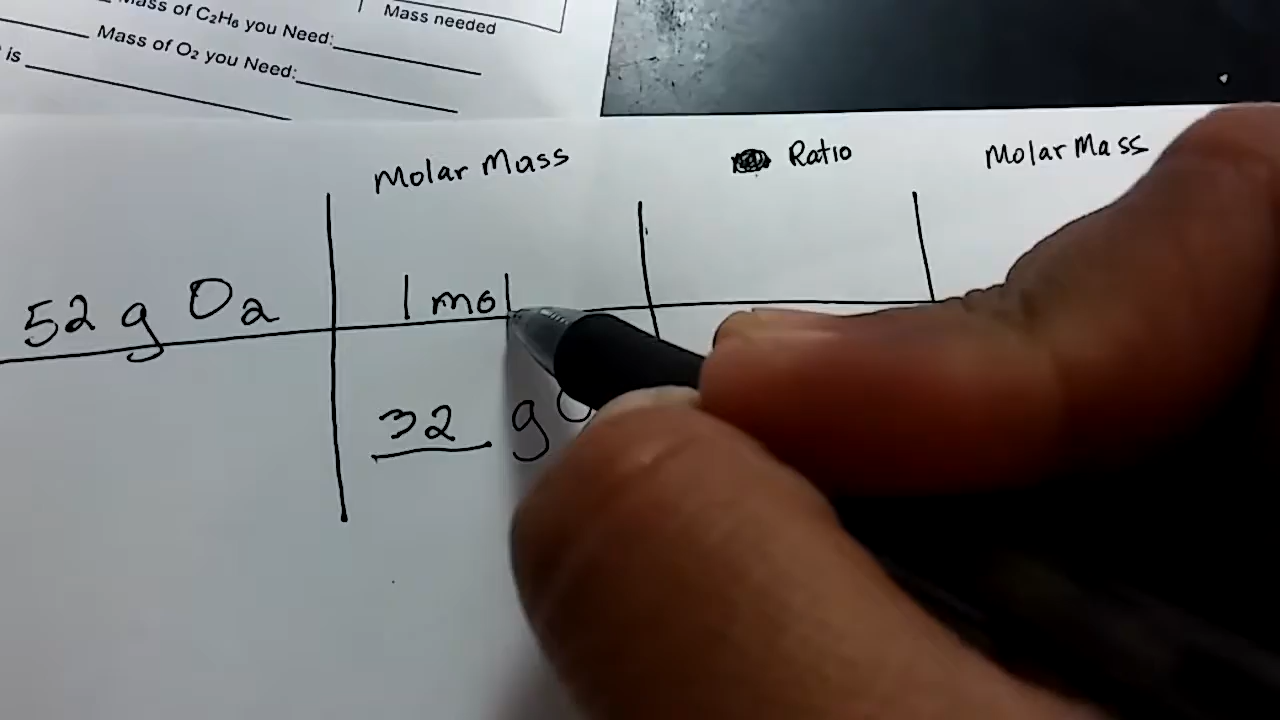 Mass of C₂H₆ you Need:
Mass needed
Mass of O₂ you Need:
is
Molar Mass
Ratio
Molar Mass
52 g O₂
1 mol
32 g